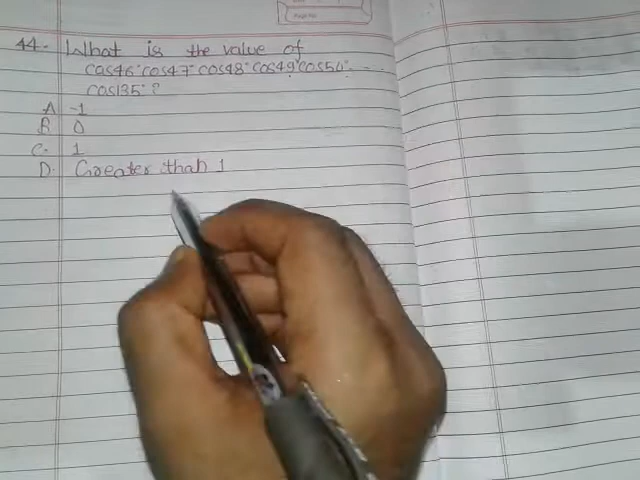 44. What is the value of
cos46° cos47° cos48° cos49° cos50° --
cos135° ?
A. -1
B. 0
C. 1
D. Greater than 1